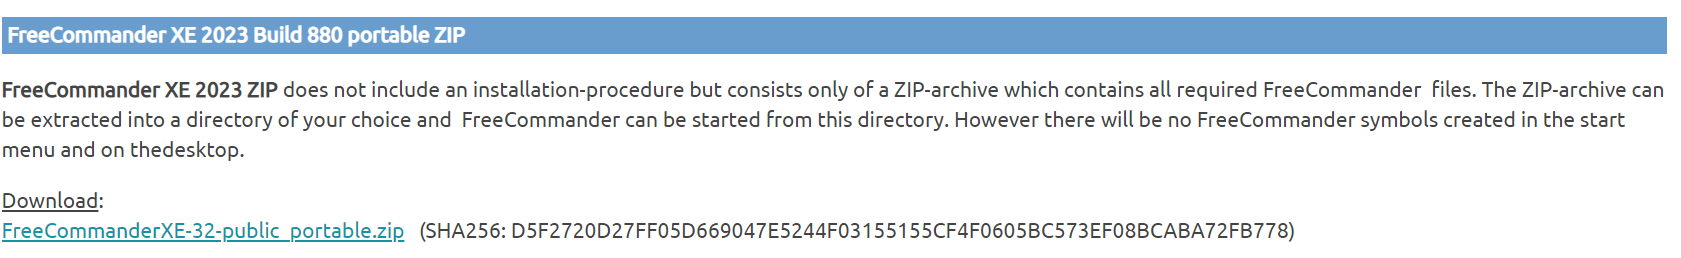 FreeCommander XE 2023 Build 880 portable ZIP
FreeCommander XE 2023 ZIP does not include an installation-procedure but consists only of a ZIP-archive which contains all required FreeCommander  files. The ZIP-archive can
be extracted into a directory of your choice and  FreeCommander can be started from this directory. However there will be no FreeCommander symbols created in the start
menu and on thedesktop.
Download:
FreeCommanderXE-32-public_portable.zip   (SHA256: D5F2720D27FF05D669047E5244F03155155CF4F0605BC573EF08BCABA72FB778)